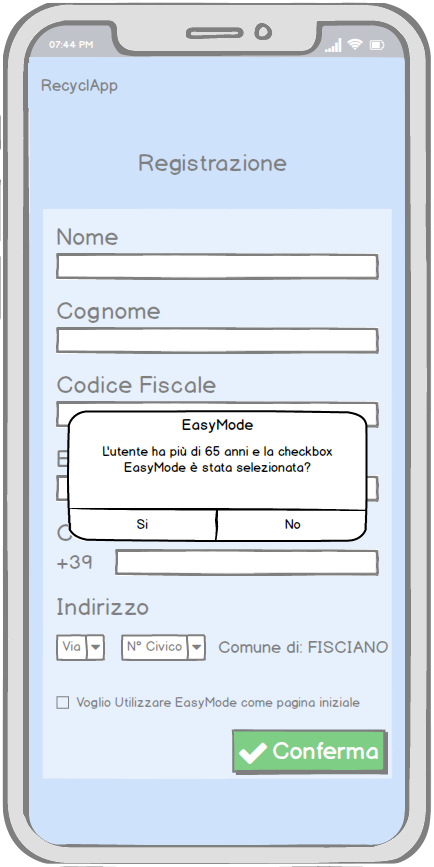 07:44 PM
RecyclApp
Registrazione
Nome
Cognome
Codice Fiscale
EasyMode
L'utente ha più di 65 anni e la checkbox
EasyMode è stata selezionata?
Si No
+39
Indirizzo
Via N° Civico Comune di: FISCIANO
Voglio Utilizzare EasyMode come pagina iniziale
Conferma